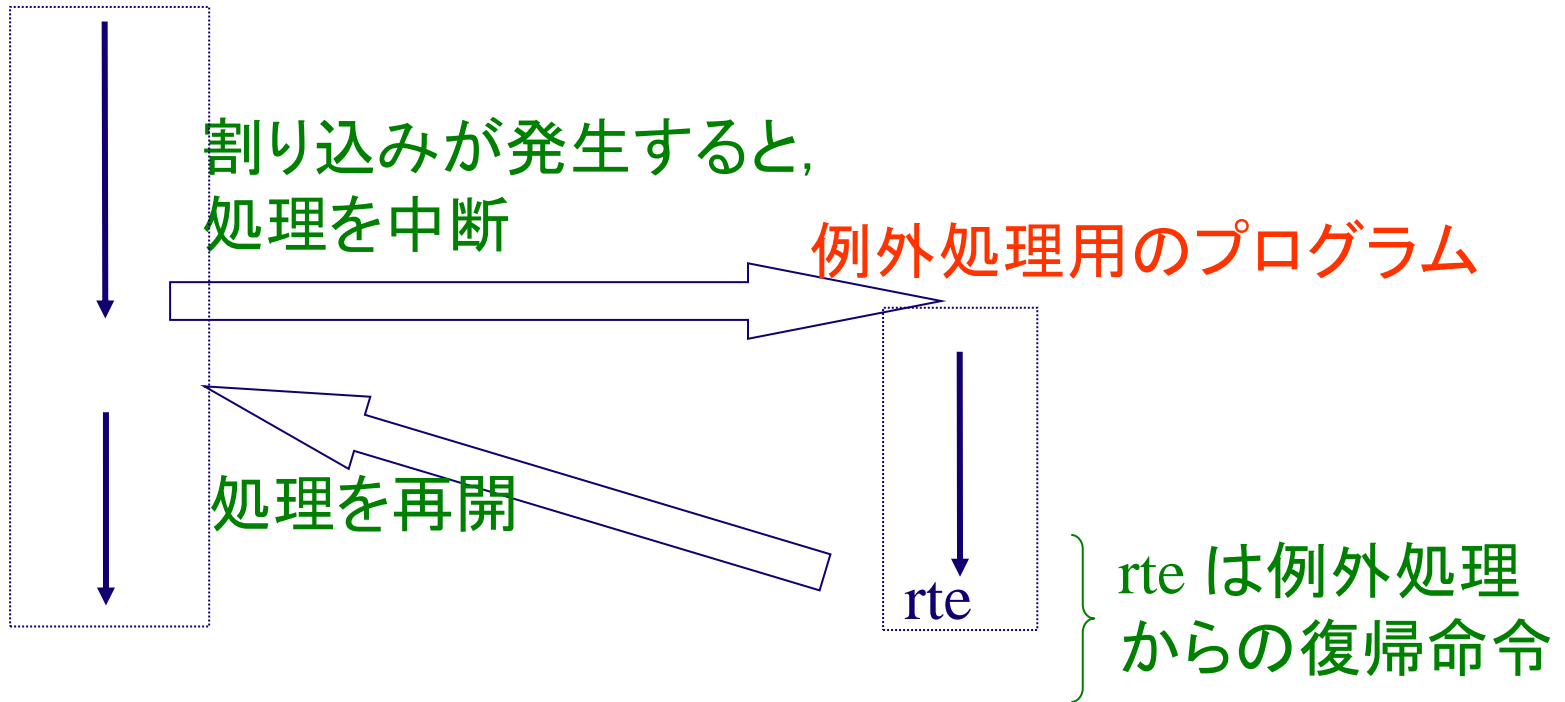 割り込みが発生すると,
処理を中断
例外処理用のプログラム
処理を再開
rte
rte は例外処理
からの復帰命令